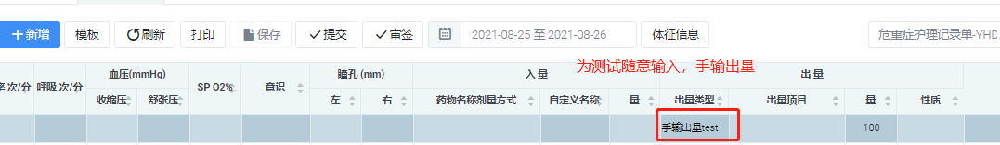 + 新增 模板 刷新 打印 保存 提交 审签 2021-08-25 至 2021-08-26 体征信息 危重症护理记录单-YHD
为测试随意输入，手输出量
次/分 呼吸 次/分 血压(mmHg) SP O2% 意识 瞳孔 (mm) 入 量 出 量
收缩压 舒张压 左 右 药物名称剂量方式 自定义名称 量 出量类型 出量项目 量 性质
手输出量test 100